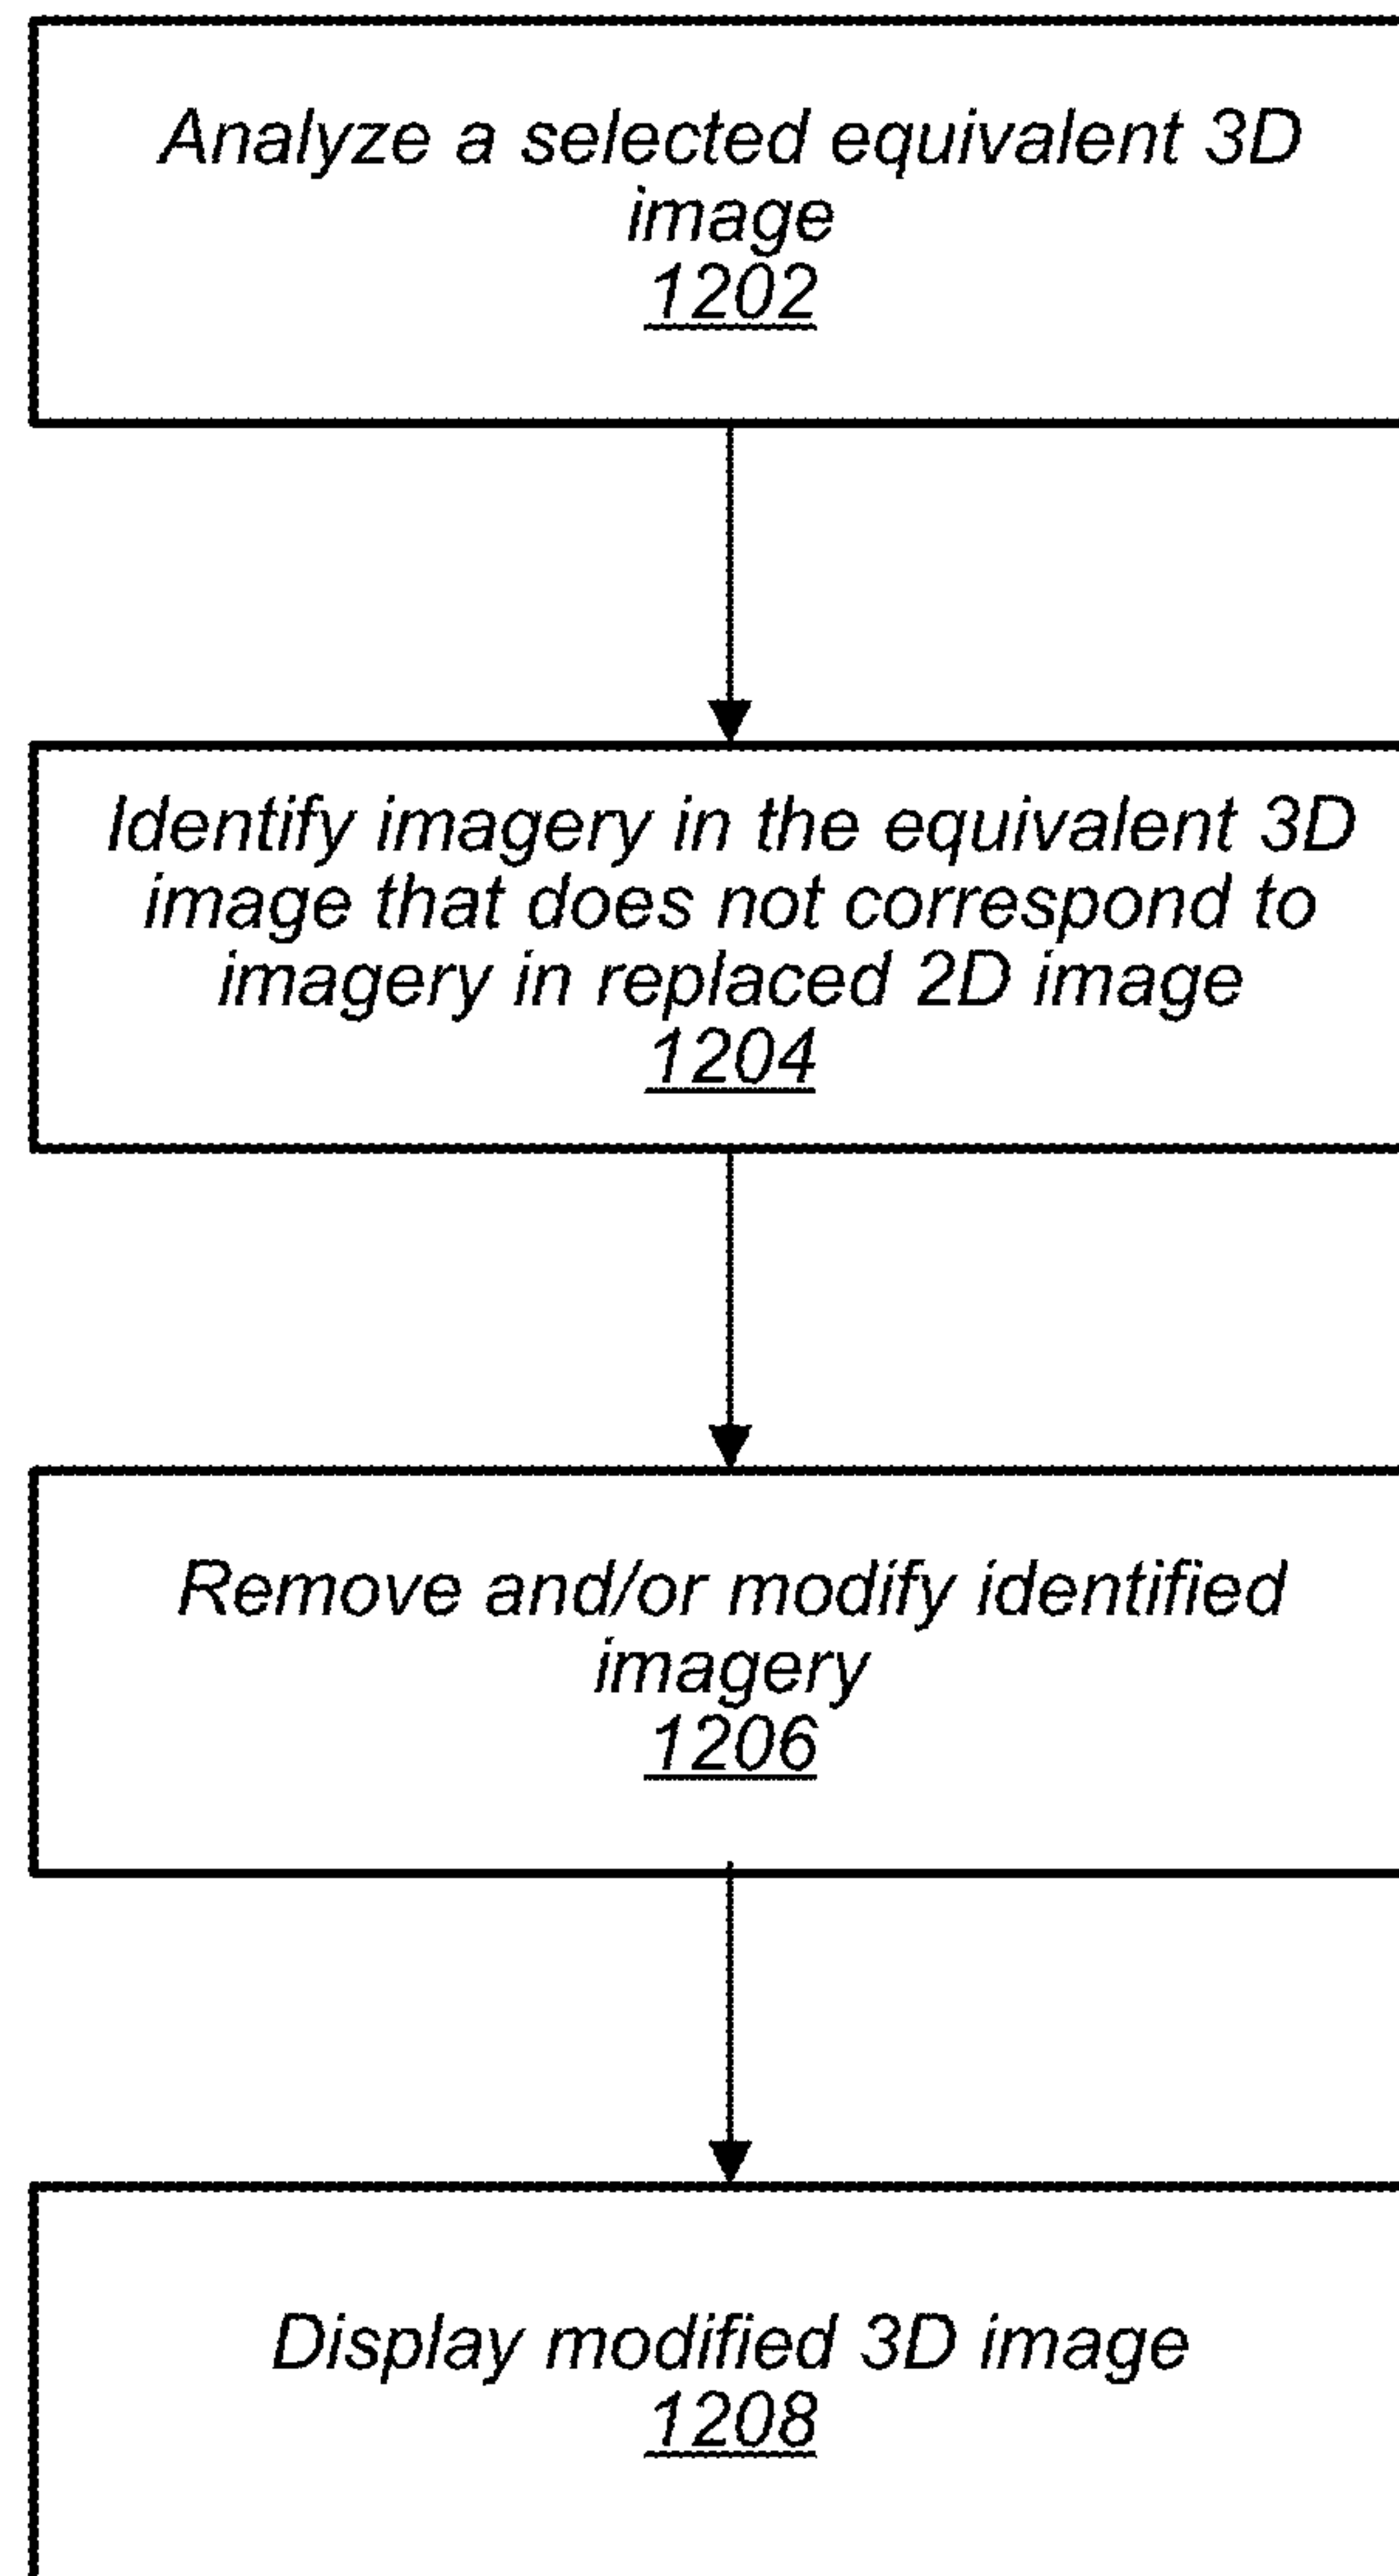 Analyze a selected equivalent 3D
image
1202
Identify imagery in the equivalent 3D
image that does not correspond to
imagery in replaced 2D image
1204
Remove and/or modify identified
imagery
1206
Display modified 3D image
1208